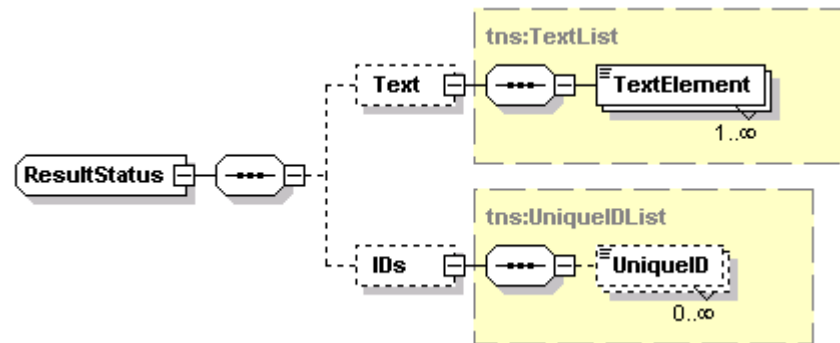 tns:TextList
Text
TextElement
1..∞
ResultStatus
tns:UniqueIDList
IDs
UniqueID
0..∞